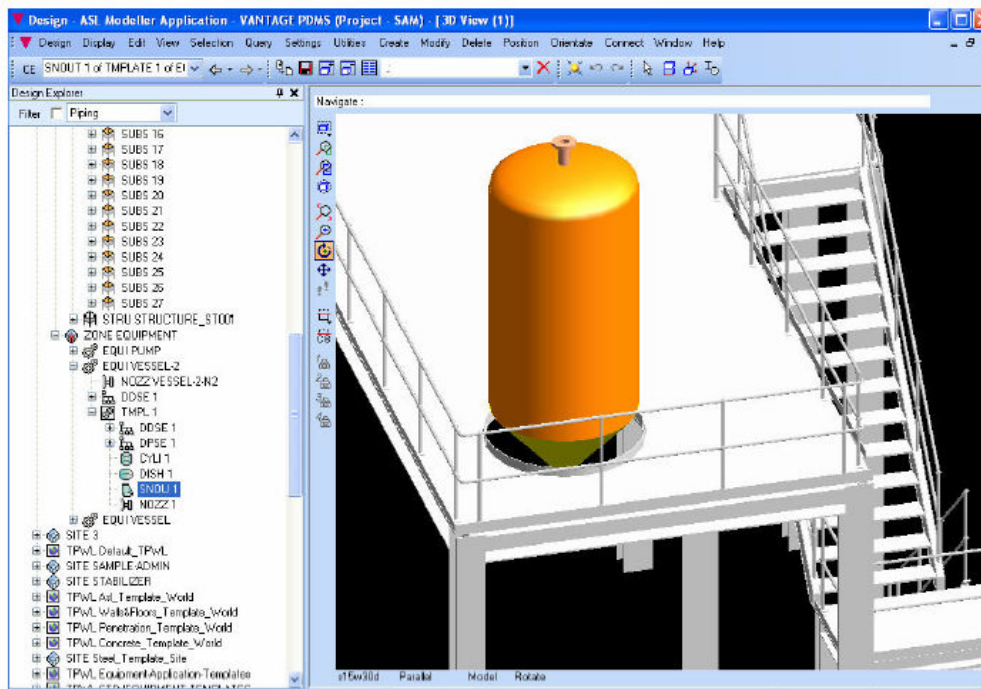 Design - ASL Modeller Application - VANTAGE PDMS (Project - SAM) - [3D View (1)]
Design Display Edit View Selection Query Settings Utilities Create Modify Delete Position Orientate Connect Window Help
CE SNOUT 1 of TMPLATE 1 of E
Design Explorer
Navigate :
Filter Piping
SUBS 16
SUBS 17
SUBS 18
SUBS 19
SUBS 20
SUBS 21
SUBS 22
SUBS 23
SUBS 24
SUBS 25
SUBS 26
SUBS 27
STRU STRUCTURE_ST001
ZONE EQUIPMENT
EQUI PUMP
EQUI VESSEL-2
NOZZ VESSEL-2-N2
DDSE 1
TMPL 1
DDSE 1
DPSE 1
CYLI 1
DISH 1
SNOU 1
NOZZ 1
EQUI VESSEL
SITE 3
TPWL Default_TPWL
SITE SAMPLE-ADMIN
SITE STABILIZER
TPWL Asl_Template_World
TPWL Walls&Floors_Template_World
TPWL Penetration_Template_World
TPWL Concrete_Template_World
SITE Steel_Template_Site
TPWL Equipment-Application-Templates
s15w30d Parallel Model Rotate